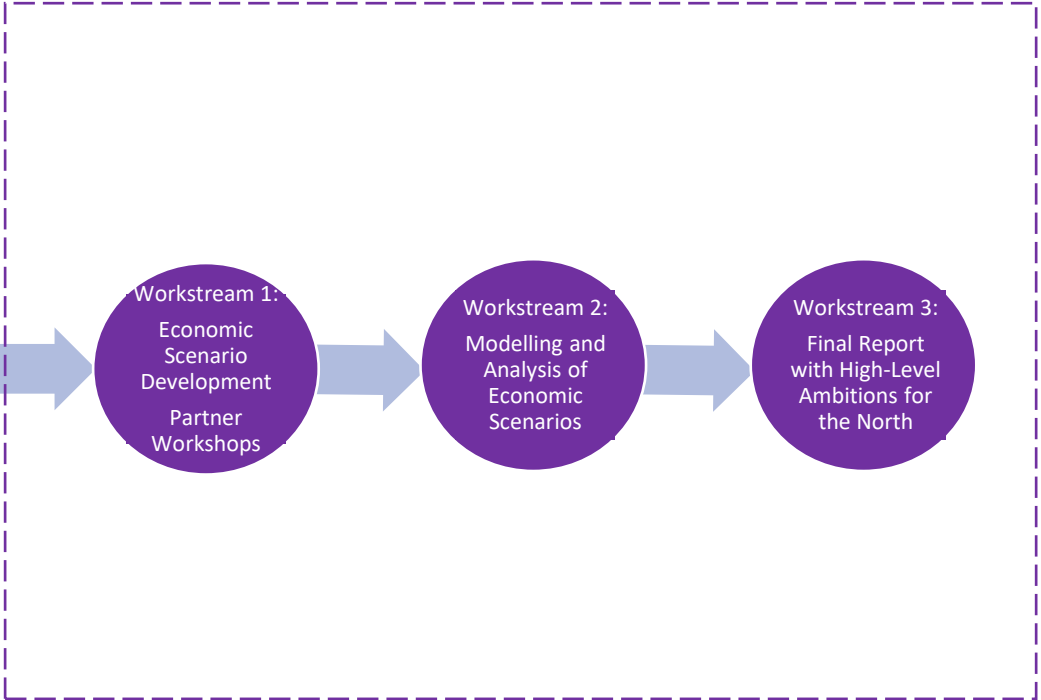 Workstream 1:
Economic
Scenario
Development
Partner
Workshops
Workstream 2:
Modelling and
Analysis of
Economic
Scenarios
Workstream 3:
Final Report
with High-Level
Ambitions for
the North